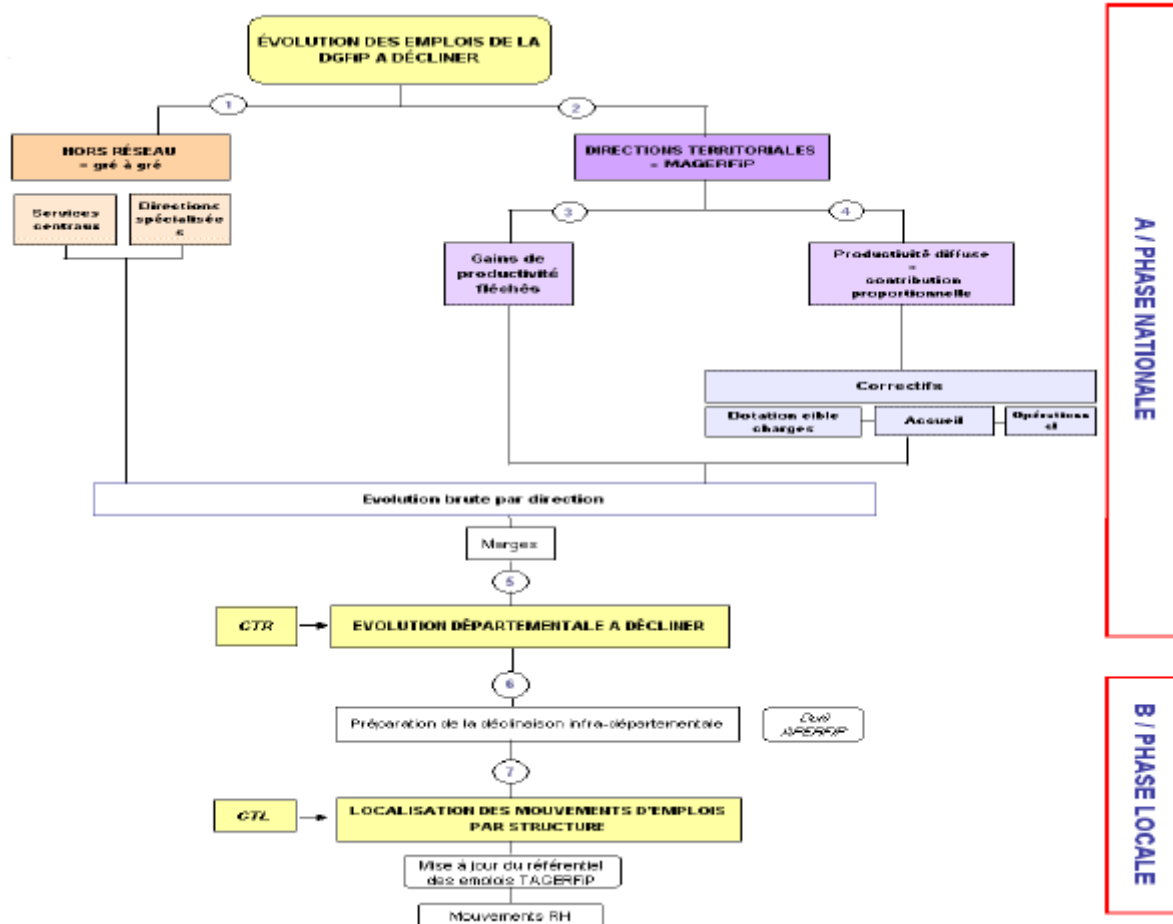 ÉVOLUTION DES EMPLOIS DE LA
DGFiP A DÉCLINER
1
2
HORS RÉSEAU
= gré à gré
DIRECTIONS TERRITORIALES
= MAGERFiP
Services
centraux
Directions
spécialisée
s
3
4
Gains de
productivité
fléchés
Productivité diffuse
=
contribution
proportionnelle
Correctifs
Dotation cible
charges
Accueil
Evolution brute par direction
Marges
5
CTR
EVOLUTION DÉPARTEMENTALE A DÉCLINER
6
Préparation de la déclinaison infra-départementale
7
CTL
LOCALISATION DES MOUVEMENTS D'EMPLOIS
PAR STRUCTURE
Mise à jour du référentiel
des emplois TAGERFiP
Mouvements RH
A / PHASE NATIONALE
B / PHASE LOCALE